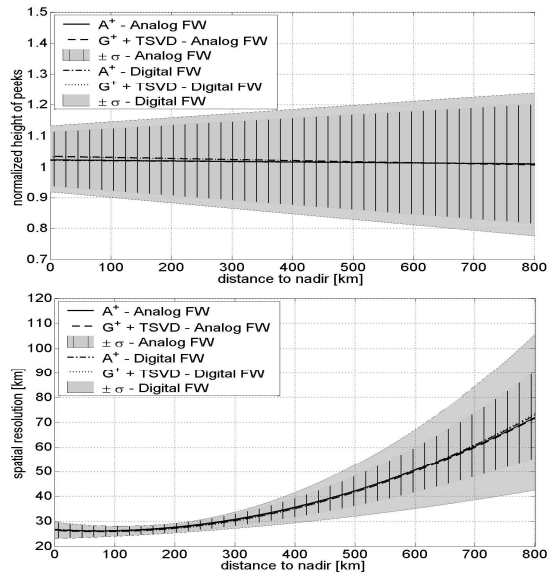 1.5
1.4
1.3
1.2
1.1
1
0.9
0.8
0.7
normalized height of peeks
A+ - Analog FW
G+ + TSVD - Analog FW
± σ - Analog FW
A+ - Digital FW
G+ + TSVD - Digital FW
± σ - Digital FW
0 100 200 300 400 500 600 700 800
distance to nadir [km]
120
110
100
90
80
70
60
50
40
30
20
spatial resolution [km]
A+ - Analog FW
G+ + TSVD - Analog FW
± σ - Analog FW
A+ - Digital FW
G+ + TSVD - Digital FW
± σ - Digital FW
0 100 200 300 400 500 600 700 800
distance to nadir [km]